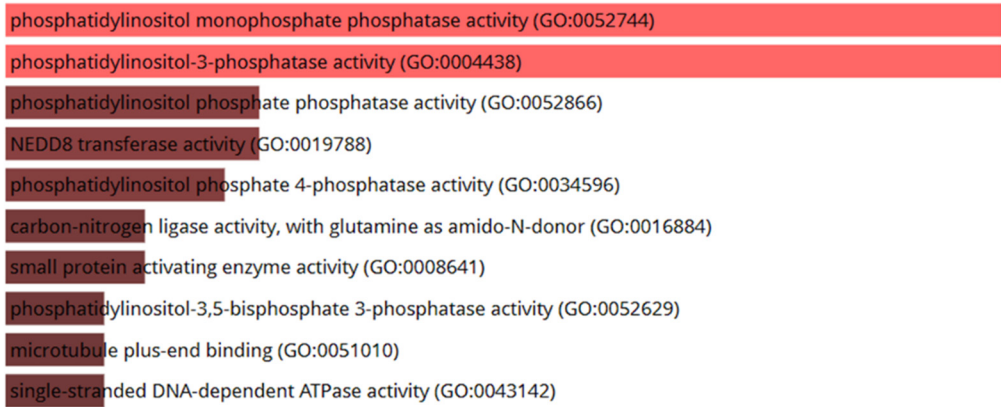 phosphatidylinositol monophosphate phosphatase activity (GO:0052744)
phosphatidylinositol-3-phosphatase activity (GO:0004438)
phosphatidylinositol phosphate phosphatase activity (GO:0052866)
NEDD8 transferase activity (GO:0019788)
phosphatidylinositol phosphate 4-phosphatase activity (GO:0034596)
carbon-nitrogen ligase activity, with glutamine as amido-N-donor (GO:0016884)
small protein activating enzyme activity (GO:0008641)
phosphatidylinositol-3,5-bisphosphate 3-phosphatase activity (GO:0052629)
microtubule plus-end binding (GO:0051010)
single-stranded DNA-dependent ATPase activity (GO:0043142)